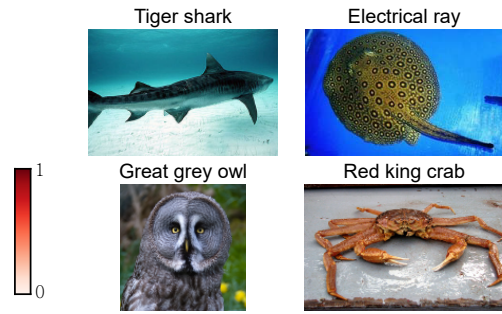 Tiger shark
Electrical ray
Great grey owl
Red king crab
1
0